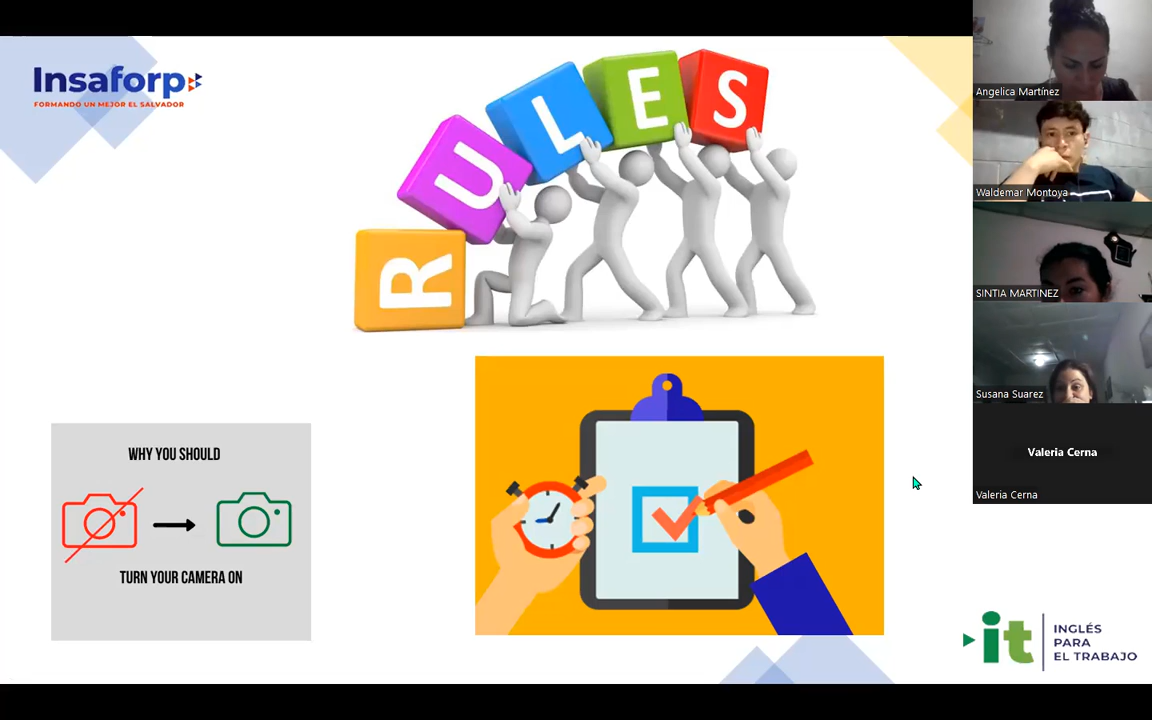 Insaforp
FORMANDO UN MEJOR EL SALVADOR
RULES
WHY YOU SHOULD
TURN YOUR CAMERA ON
Angelica Martínez
Waldemar Montoya
SINTIA MARTINEZ
Susana Suarez
Valeria Cerna
Valeria Cerna
it
INGLÉS
PARA
EL TRABAJO